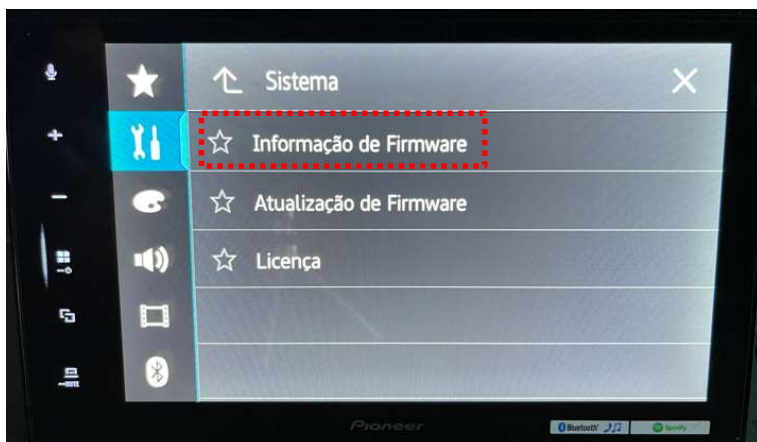 Sistema
Informação de Firmware
Atualização de Firmware
Licença
Pioneer
Bluetooth
Spotify